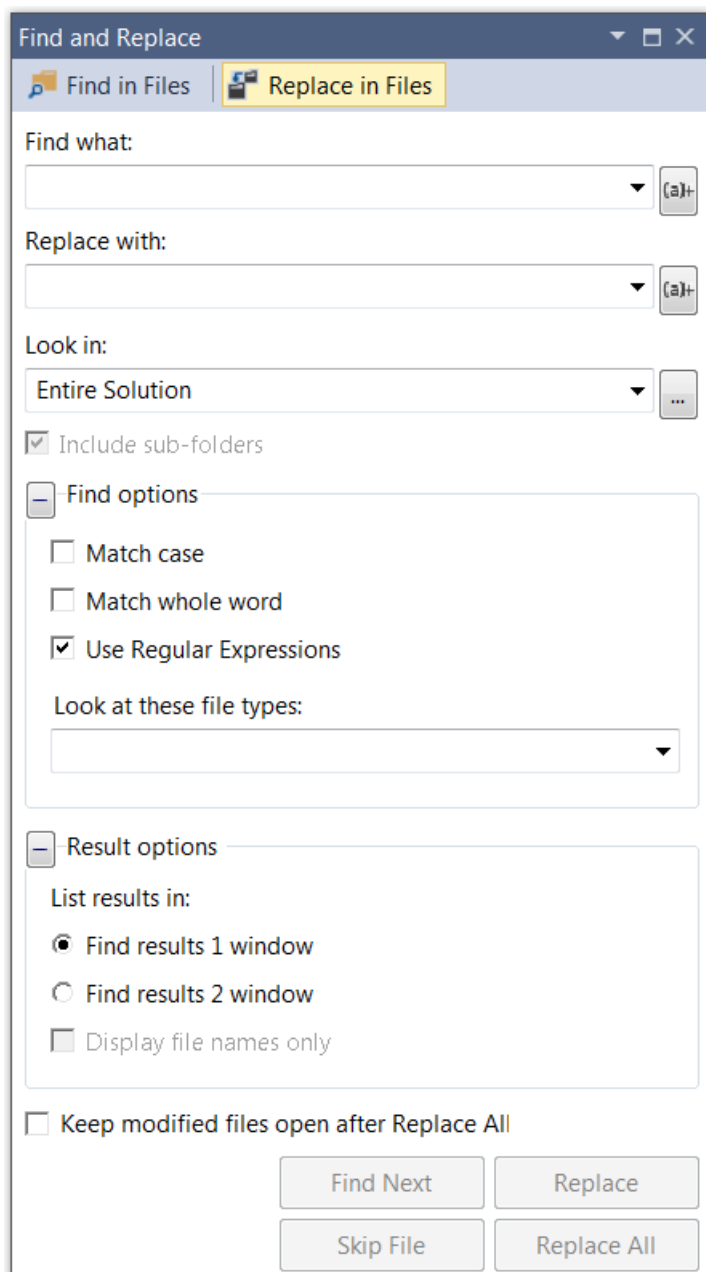 Find and Replace
Find in Files
Replace in Files
Find what:
(a)+
Replace with:
(a)+
Look in:
Entire Solution
...
Include sub-folders
Find options
Match case
Match whole word
Use Regular Expressions
Look at these file types:
Result options
List results in:
Find results 1 window
Find results 2 window
Display file names only
Keep modified files open after Replace All
Find Next
Replace
Skip File
Replace All